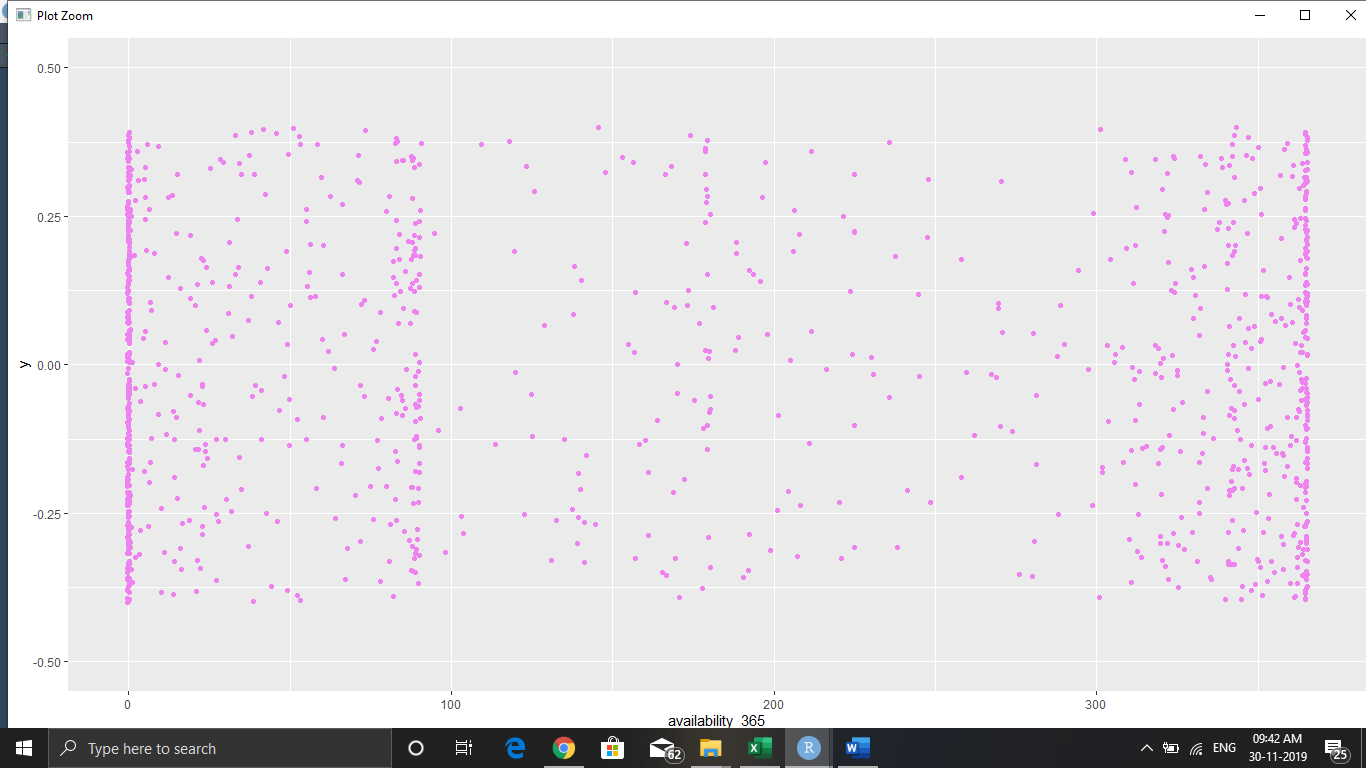 Plot Zoom
0.50
0.25
0.00
-0.25
-0.50
y
0
100
200
300
availability_365
Type here to search
62
ENG
09:42 AM
30-11-2019
25